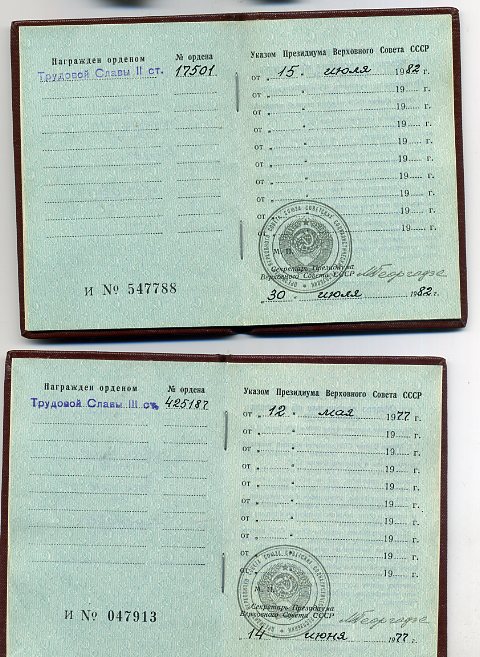 Награжден орденом № ордена
Трудовой Славы II ст. 17501
И № 547788
Указом Президиума Верховного Совета СССР
от „ 15 " июля 1982 г.
от „ " 19 г.
от „ " 19 г.
от „ " 19 г.
от „ " 19 г.
от „ " 19 г.
от „ " 19 г.
от „ " 19 г.
от „ " 19 г.
от „ " 19 г.
М. П.
Секретарь Президиума
Верховного Совета СССР
„ 30 " июля 1982 г.
Награжден орденом № ордена
Трудовой Славы III ст. 425187
И № 047913
Указом Президиума Верховного Совета СССР
от „ 12 " мая 1977 г.
от „ " 19 г.
от „ " 19 г.
от „ " 19 г.
от „ " 19 г.
от „ " 19 г.
от „ " 19 г.
от „ " 19 г.
от „ " 19 г.
от „ " 19 г.
М. П.
Секретарь Президиума
Верховного Совета СССР
„ 14 " июня 1977 г.